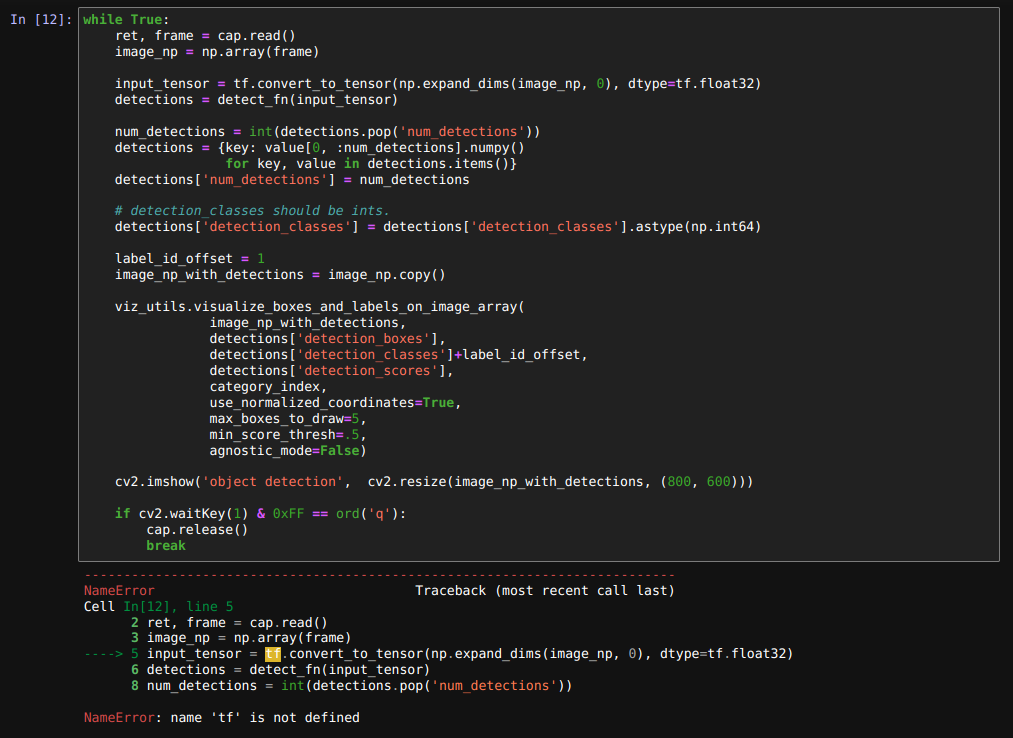 In [12]: while True:
    ret, frame = cap.read()
    image_np = np.array(frame)

    input_tensor = tf.convert_to_tensor(np.expand_dims(image_np, 0), dtype=tf.float32)
    detections = detect_fn(input_tensor)

    num_detections = int(detections.pop('num_detections'))
    detections = {key: value[0, :num_detections].numpy()
                  for key, value in detections.items()}
    detections['num_detections'] = num_detections

    # detection_classes should be ints.
    detections['detection_classes'] = detections['detection_classes'].astype(np.int64)

    label_id_offset = 1
    image_np_with_detections = image_np.copy()

    viz_utils.visualize_boxes_and_labels_on_image_array(
                image_np_with_detections,
                detections['detection_boxes'],
                detections['detection_classes']+label_id_offset,
                detections['detection_scores'],
                category_index,
                use_normalized_coordinates=True,
                max_boxes_to_draw=5,
                min_score_thresh=.5,
                agnostic_mode=False)

    cv2.imshow('object detection',  cv2.resize(image_np_with_detections, (800, 600)))

    if cv2.waitKey(1) & 0xFF == ord('q'):
        cap.release()
        break
---------------------------------------------------------------------------
NameError                                 Traceback (most recent call last)
Cell In[12], line 5
      2 ret, frame = cap.read()
      3 image_np = np.array(frame)
----> 5 input_tensor = tf.convert_to_tensor(np.expand_dims(image_np, 0), dtype=tf.float32)
      6 detections = detect_fn(input_tensor)
      8 num_detections = int(detections.pop('num_detections'))

NameError: name 'tf' is not defined